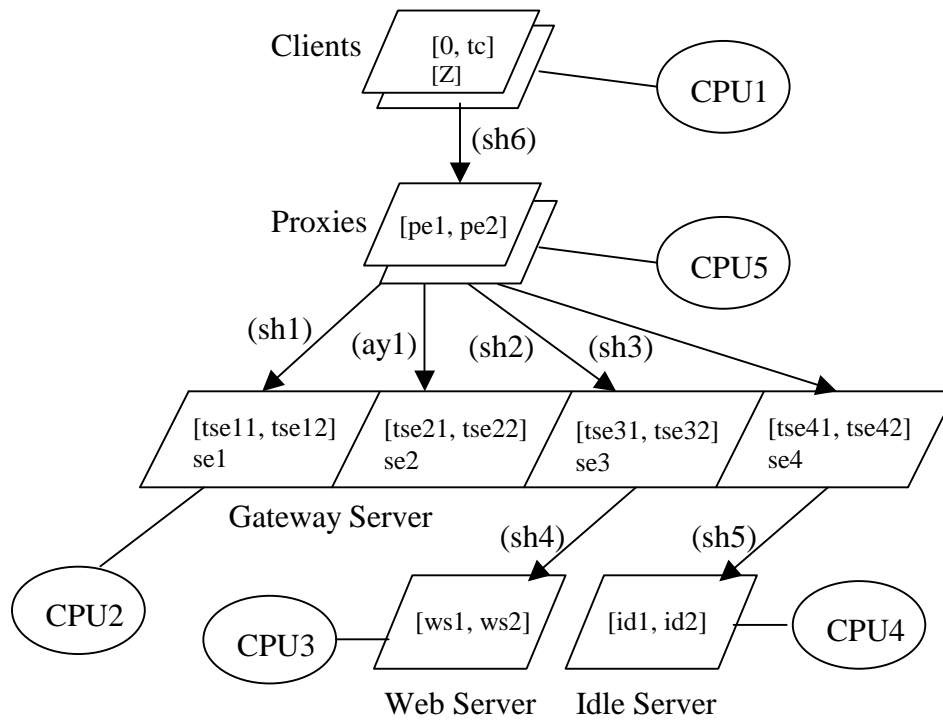 Clients
[0, tc]
[Z]
CPU1
(sh6)
Proxies
[pe1, pe2]
CPU5
(sh1)
(ay1)
(sh2)
(sh3)
[tse11, tse12]
se1
[tse21, tse22]
se2
[tse31, tse32]
se3
[tse41, tse42]
se4
Gateway Server
(sh4)
(sh5)
CPU2
CPU3
[ws1, ws2]
[id1, id2]
CPU4
Web Server
Idle Server